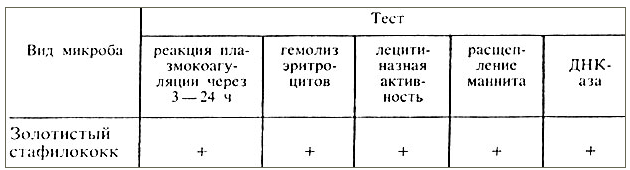 Вид микроба
Тест
реакция пла-
змокоагу-
ляции через
3 — 24 ч
гемолиз
эритро-
цитов
лецити-
назная
актив-
ность
расщеп-
ление
маннита
ДНК-
аза
Золотистый
стафилококк
+ + + + +